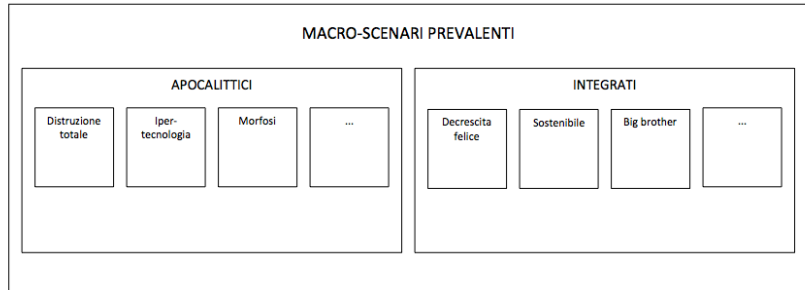 MACRO-SCENARI PREVALENTI
APOCALITTICI
Distruzione
totale
Iper-
tecnologia
Morfosi
...
INTEGRATI
Decrescita
felice
Sostenibile
Big brother
...